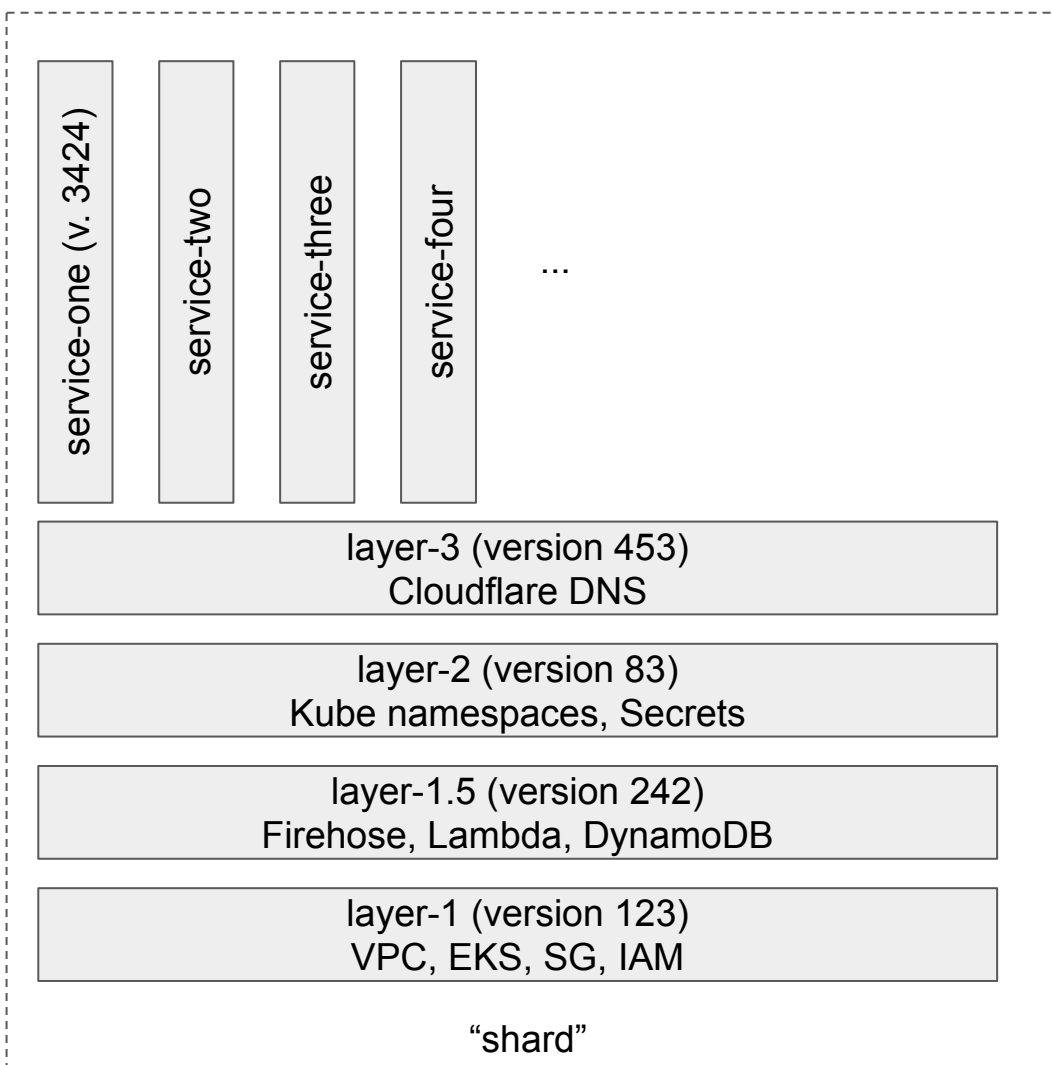 service-one (v. 3424)
service-two
service-three
service-four
...
layer-3 (version 453)
Cloudflare DNS
layer-2 (version 83)
Kube namespaces, Secrets
layer-1.5 (version 242)
Firehose, Lambda, DynamoDB
layer-1 (version 123)
VPC, EKS, SG, IAM
“shard”